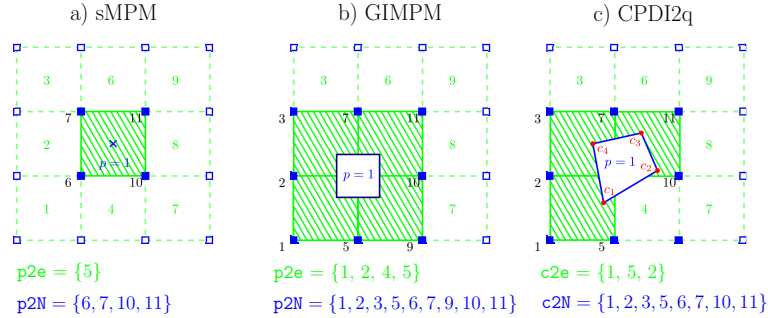 a) sMPM
b) GIMPM
c) CPDI2q
3
6
9
7
11
2
8
p = 1
6
10
1
4
7
p2e = {5}
p2N = {6, 7, 10, 11}
3
6
9
3
7
11
8
p = 1
2
10
7
1
5
9
p2e = {1, 2, 4, 5}
p2N = {1, 2, 3, 5, 6, 7, 9, 10, 11}
3
6
9
3
7
11
c4
c3
8
p = 1
c2
2
10
c1
4
7
1
5
c2e = {1, 5, 2}
c2N = {1, 2, 3, 5, 6, 7, 10, 11}